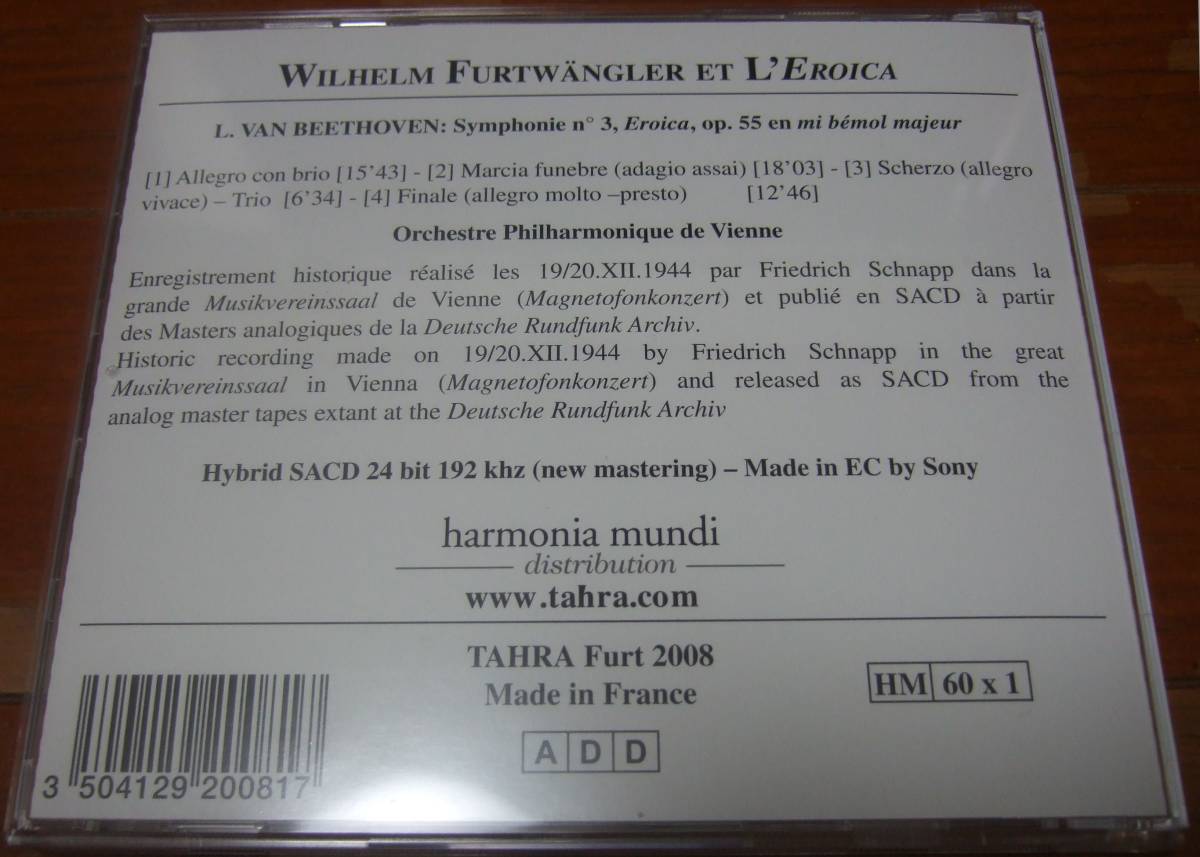 WILHELM FURTWÄNGLER ET L'EROICA
L. VAN BEETHOVEN: Symphonie n° 3, Eroica, op. 55 en mi bémol majeur
[1] Allegro con brio [15'43] - [2] Marcia funebre (adagio assai) [18'03] - [3] Scherzo (allegro
vivace) – Trio [6'34] - [4] Finale (allegro molto –presto) [12'46]
Orchestre Philharmonique de Vienne
Enregistrement historique réalisé les 19/20.XII.1944 par Friedrich Schnapp dans la
grande Musikvereinssaal de Vienne (Magnetofonkonzert) et publié en SACD à partir
des Masters analogiques de la Deutsche Rundfunk Archiv.
Historic recording made on 19/20.XII.1944 by Friedrich Schnapp in the great
Musikvereinssaal in Vienna (Magnetofonkonzert) and released as SACD from the
analog master tapes extant at the Deutsche Rundfunk Archiv
Hybrid SACD 24 bit 192 khz (new mastering) – Made in EC by Sony
harmonia mundi
distribution
www.tahra.com
TAHRA Furt 2008
Made in France
HM 60 x 1
A D D
3 504129 200817